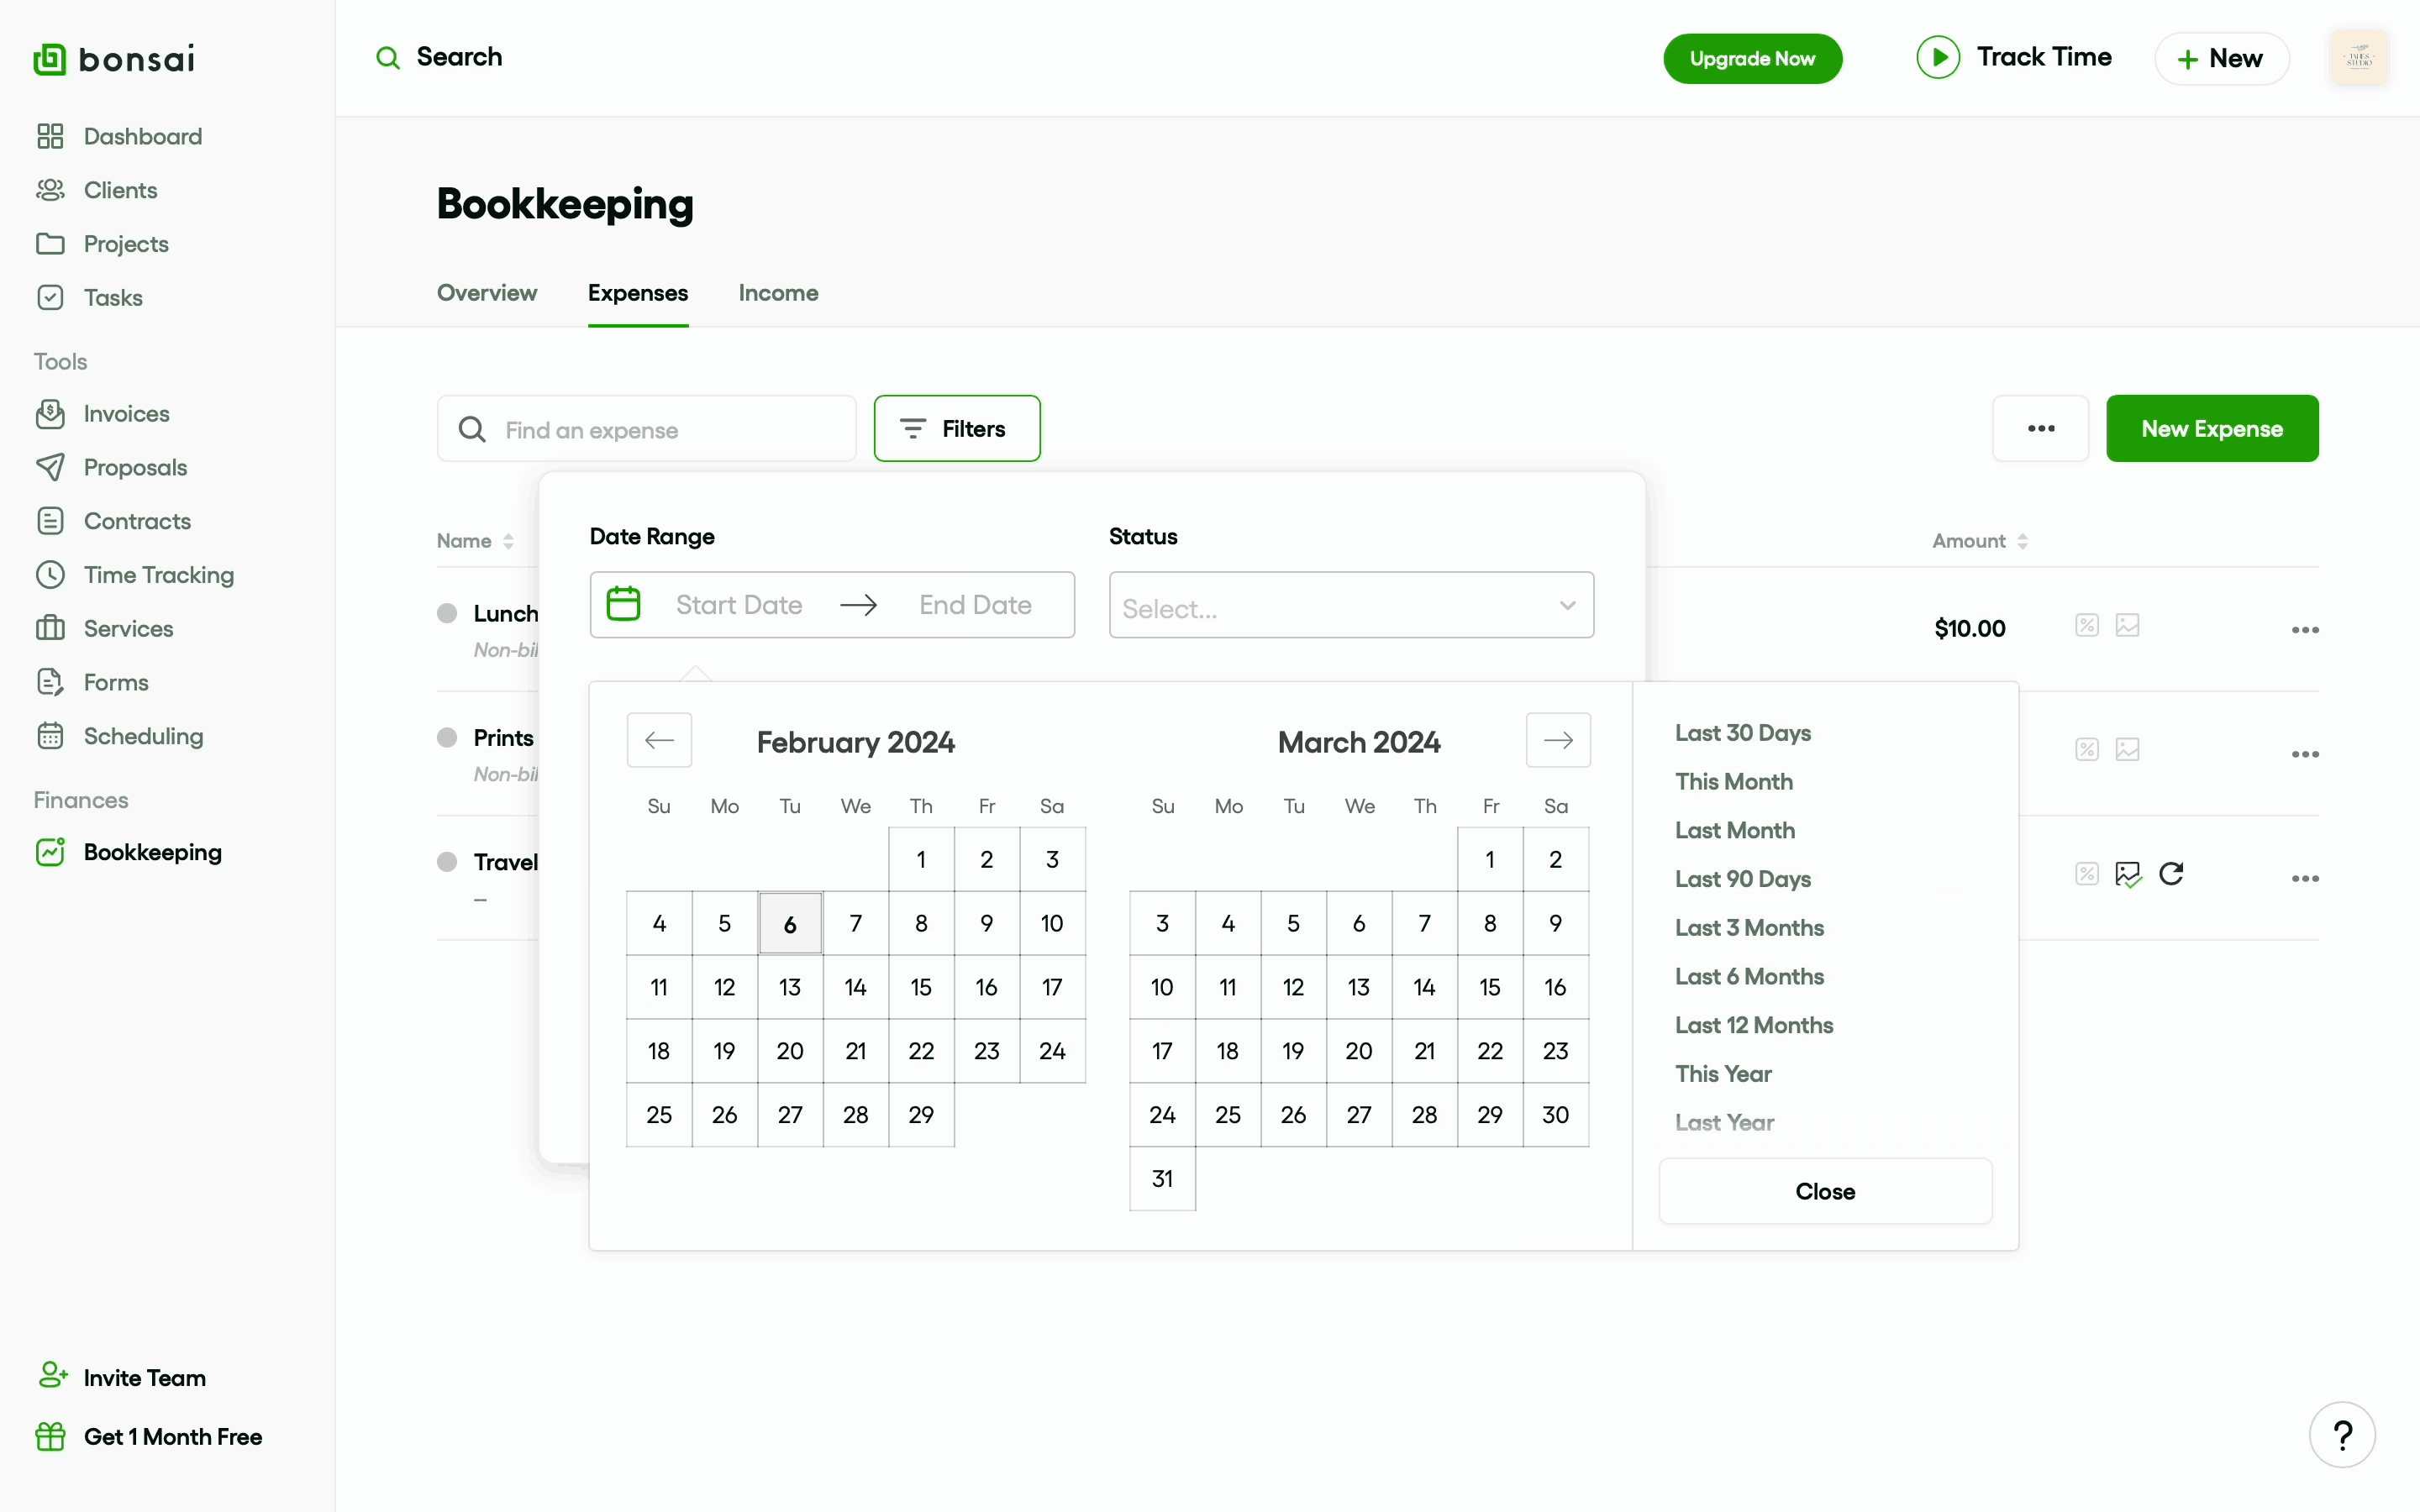 bonsai
Search
Upgrade Now
Track Time
New
JAMES
STUDIO
Dashboard
Clients
Projects
Tasks
Tools
Invoices
Proposals
Contracts
Time Tracking
Services
Forms
Scheduling
Finances
Bookkeeping
Invite Team
Get 1 Month Free
Bookkeeping
Overview Expenses Income
Find an expense
Filters
New Expense
Name
Amount
Lunch
Non-bil
$10.00
Prints
Non-bil
Travel
–
Date Range
Status
Start Date → End Date
Select...
February 2024
Su Mo Tu We Th Fr Sa
1 2 3
4 5 6 7 8 9 10
11 12 13 14 15 16 17
18 19 20 21 22 23 24
25 26 27 28 29
March 2024
Su Mo Tu We Th Fr Sa
1 2
3 4 5 6 7 8 9
10 11 12 13 14 15 16
17 18 19 20 21 22 23
24 25 26 27 28 29 30
31
Last 30 Days
This Month
Last Month
Last 90 Days
Last 3 Months
Last 6 Months
Last 12 Months
This Year
Last Year
Close
?